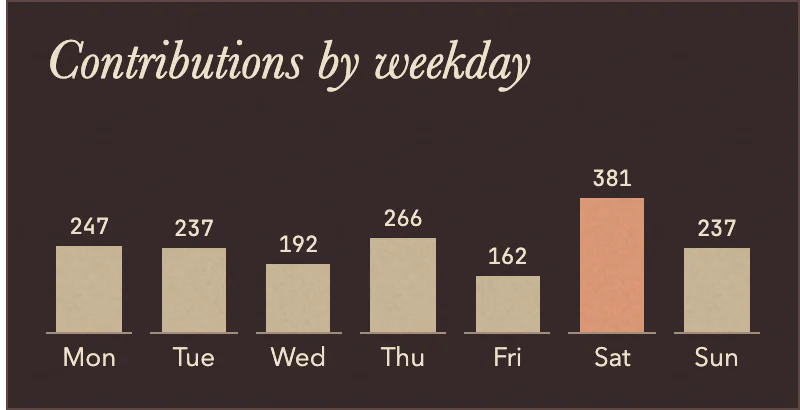 Contributions by weekday
247 237 192 266 162 381 237
Mon Tue Wed Thu Fri Sat Sun